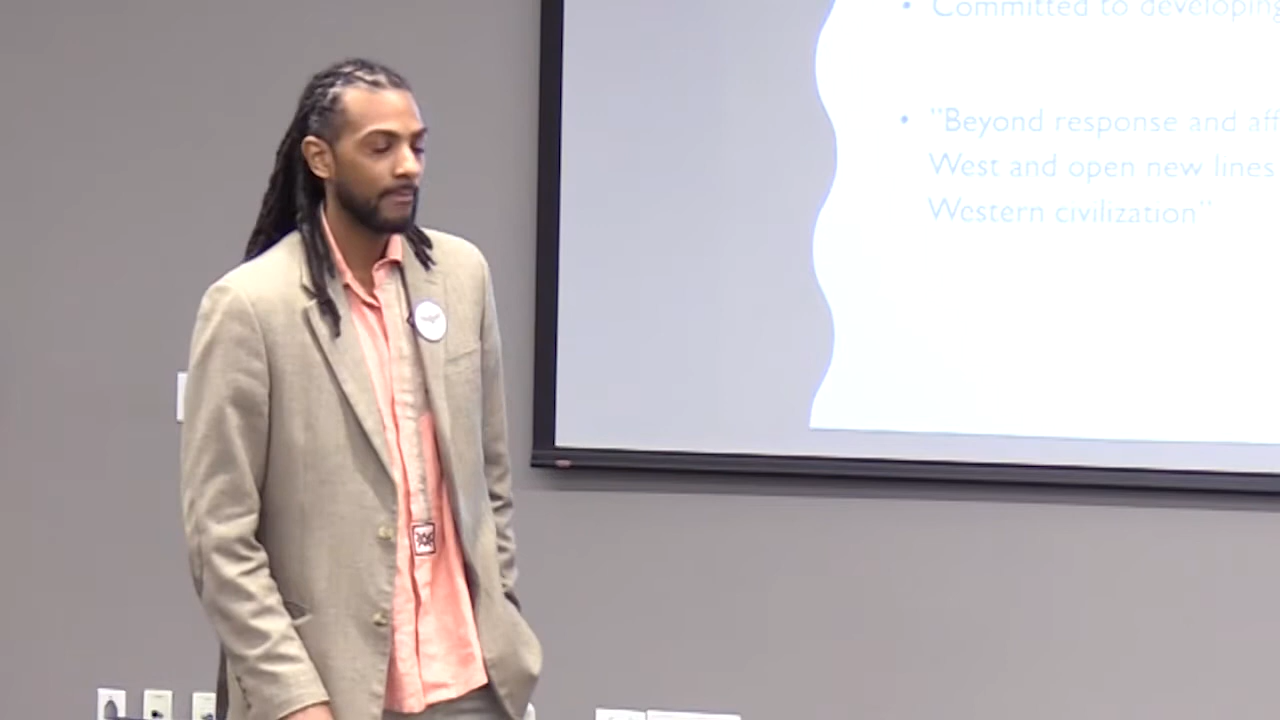 • Committed to developing
• "Beyond response and aff
West and open new lines
Western civilization"